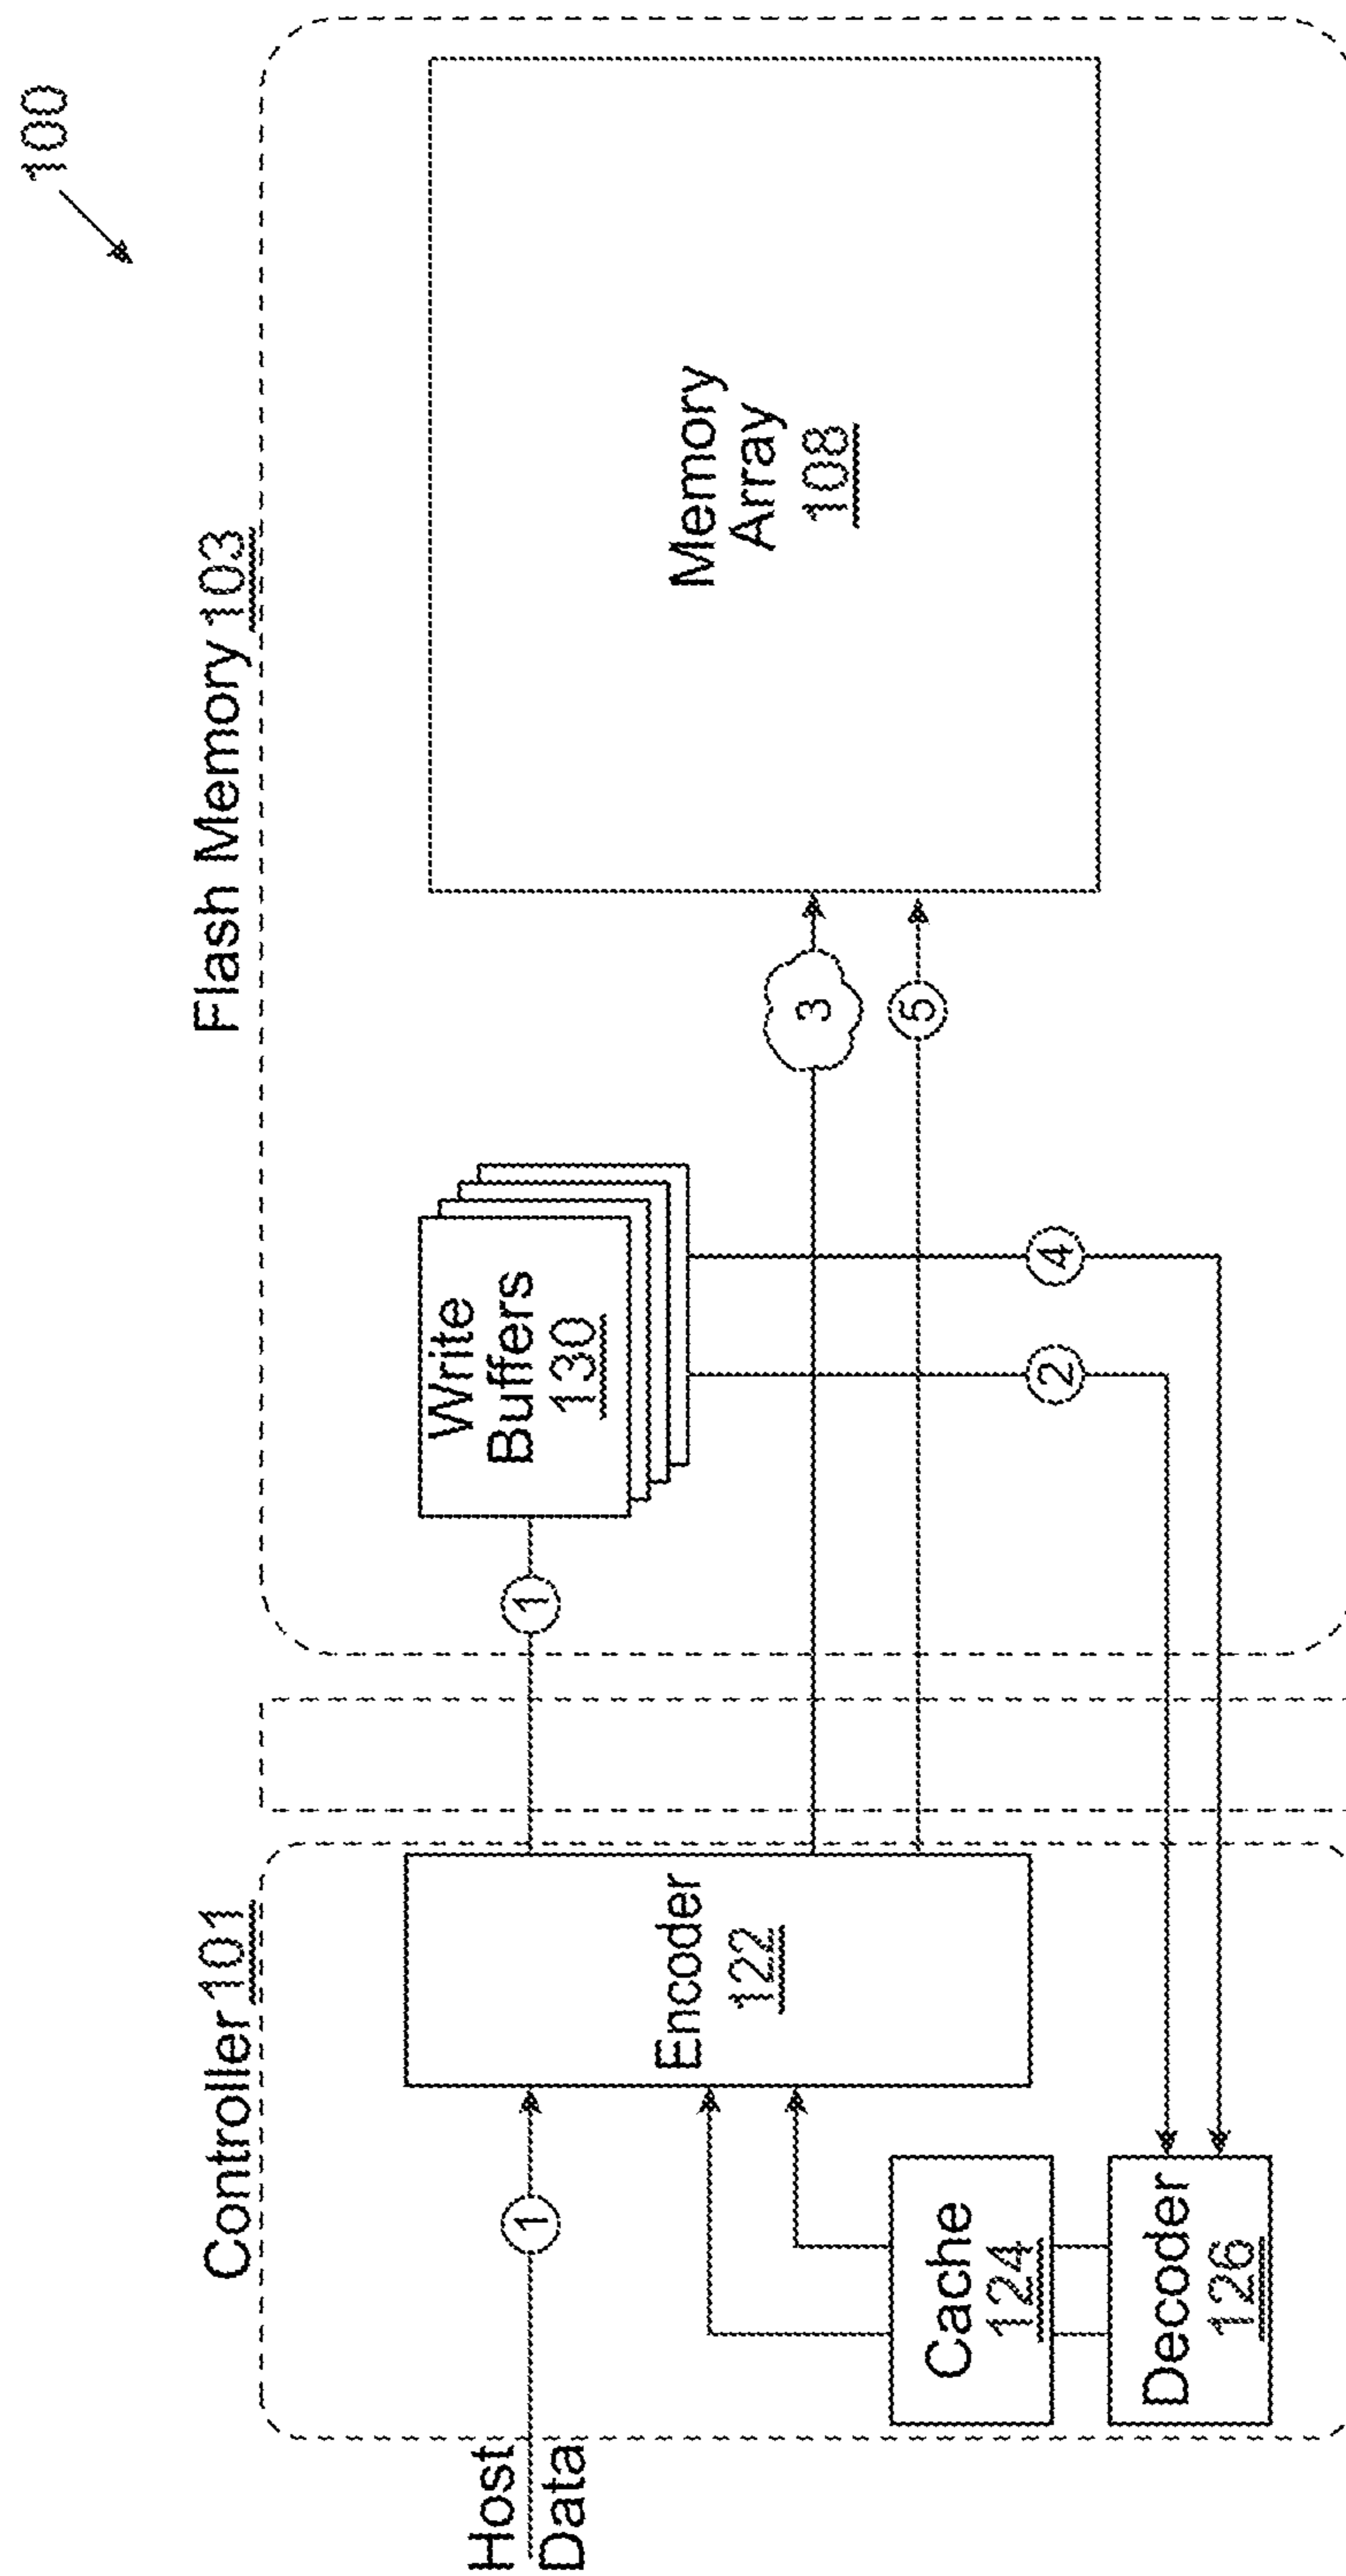 100
Controller 101
Flash Memory 103
Host
Data
1
Encoder
122
Cache
124
Decoder
126
1
Write
Buffers
130
2
4
3
5
Memory
Array
108